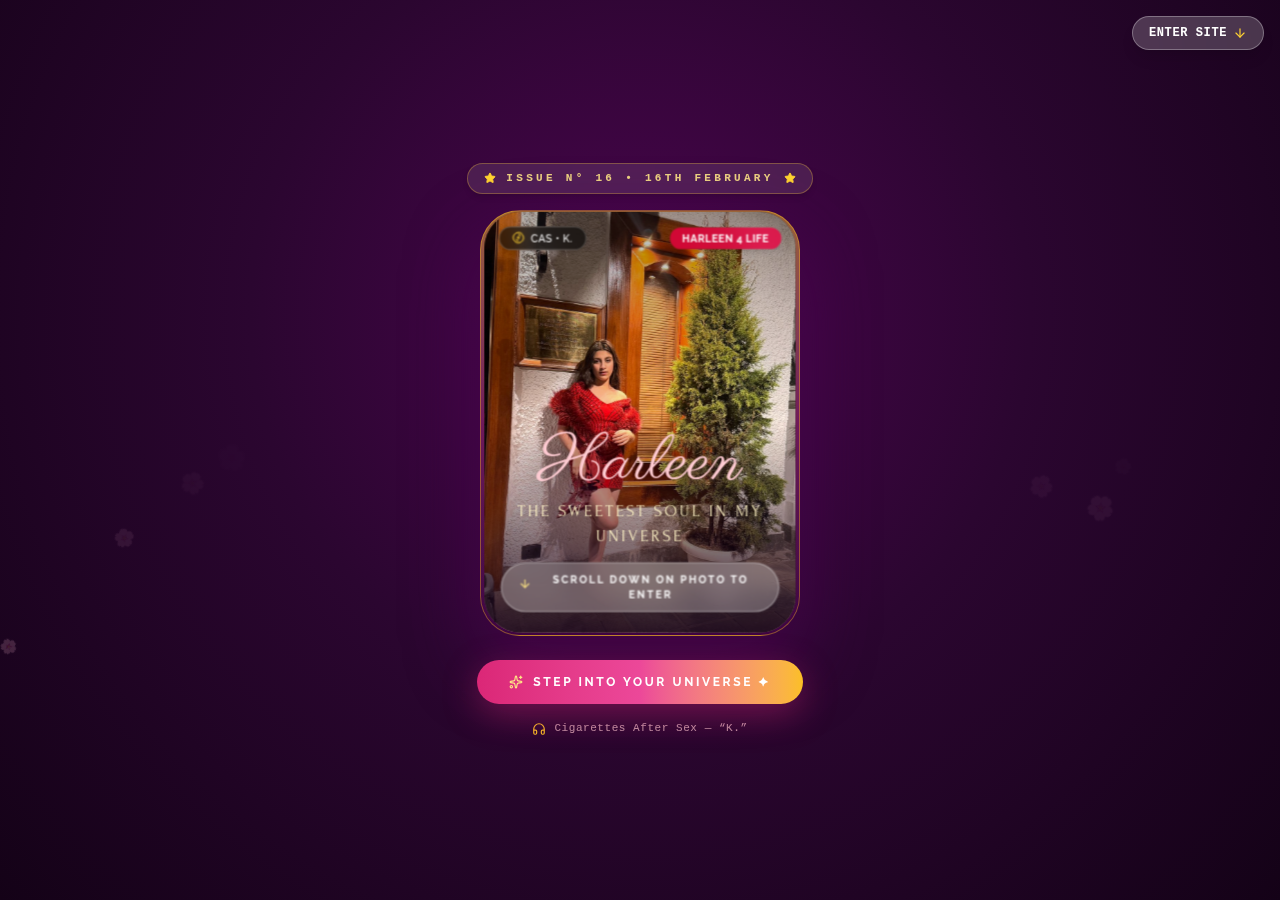 ENTER SITE ↓
★ ISSUE N° 16 • 16TH FEBRUARY ★
CAS • K.
HARLEEN 4 LIFE
Harleen
THE SWEETEST SOUL IN MY
UNIVERSE
↓ SCROLL DOWN ON PHOTO TO
ENTER
STEP INTO YOUR UNIVERSE ✦
Cigarettes After Sex — “K.”